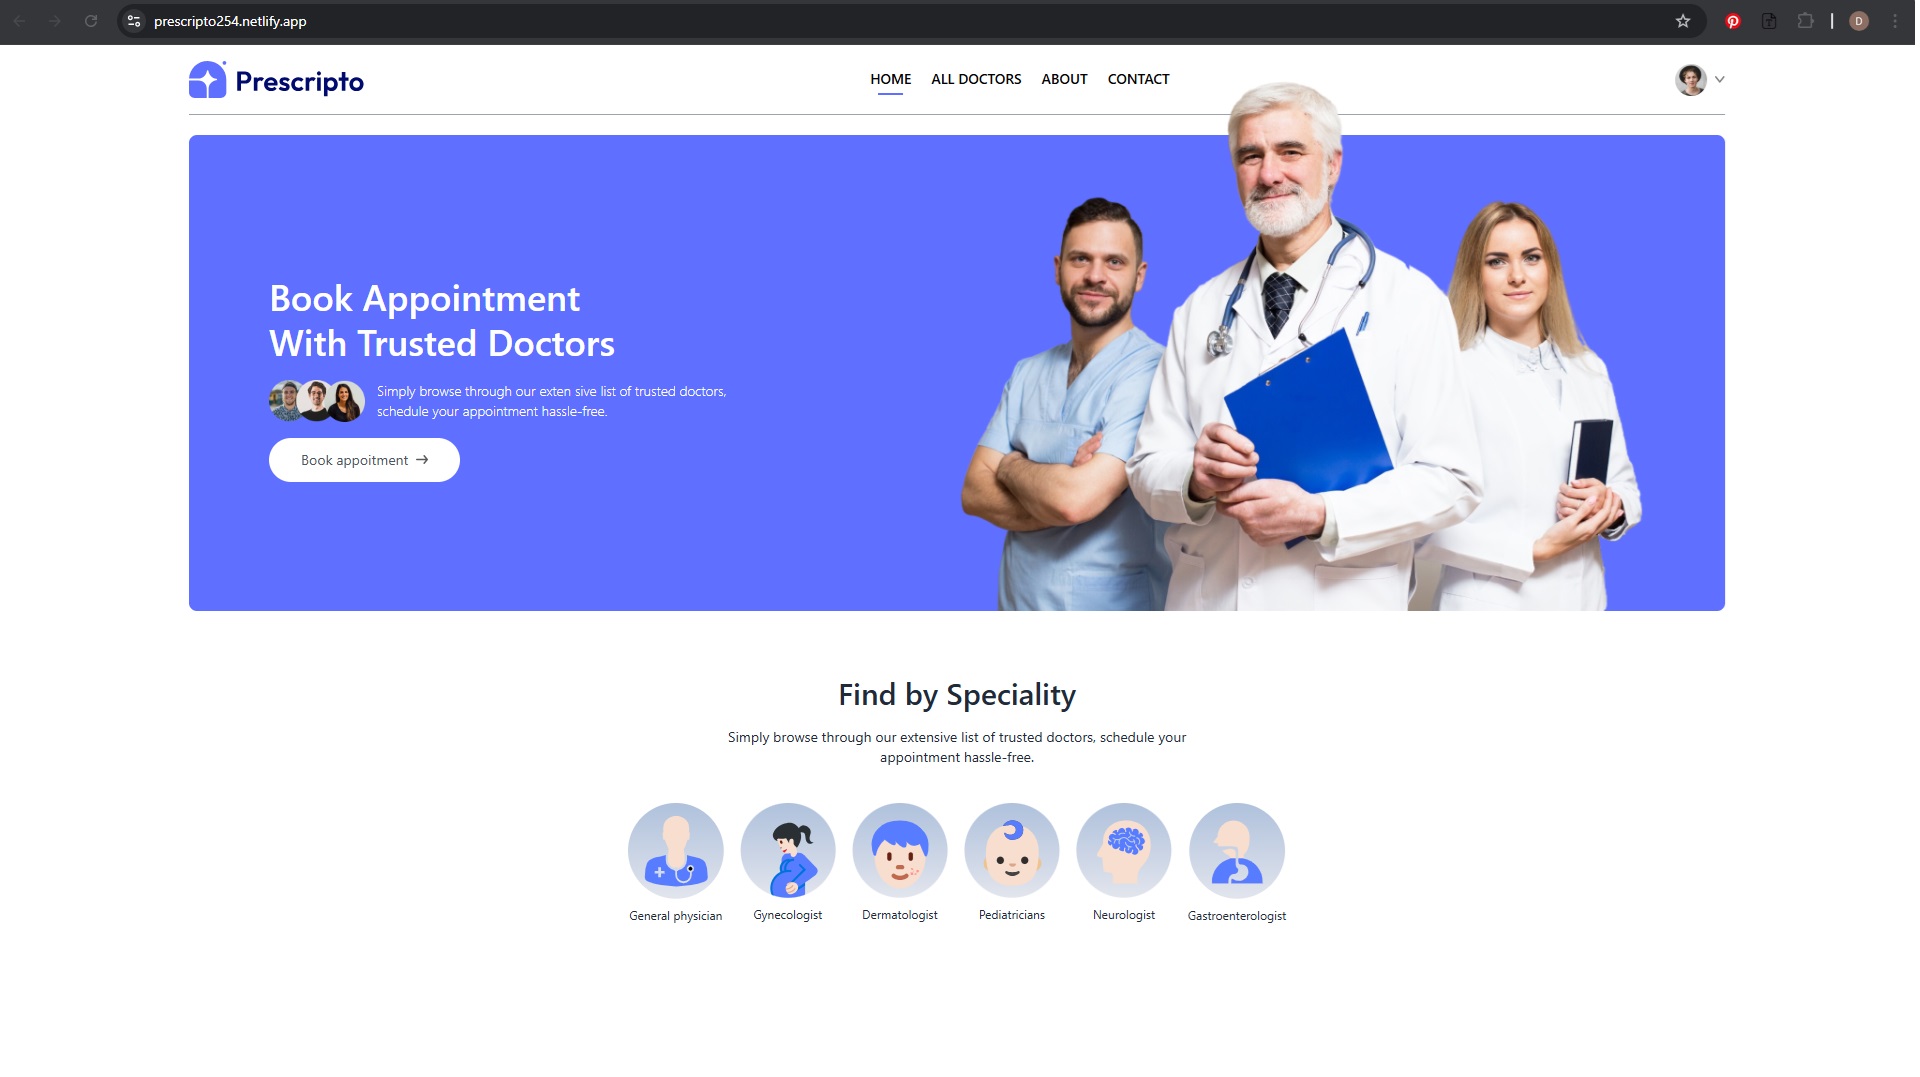 prescripto254.netlify.app
D
Prescripto
HOME ALL DOCTORS ABOUT CONTACT
Book Appointment
With Trusted Doctors
Simply browse through our exten sive list of trusted doctors,
schedule your appointment hassle-free.
Book appoitment →
Find by Speciality
Simply browse through our extensive list of trusted doctors, schedule your
appointment hassle-free.
General physician Gynecologist Dermatologist Pediatricians Neurologist Gastroenterologist